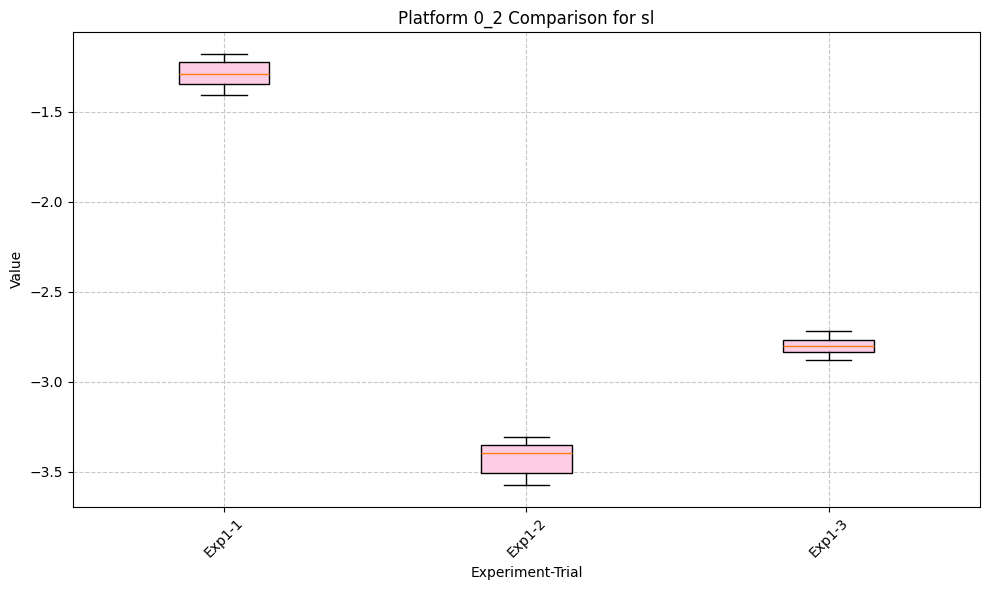 Platform 0_2 Comparison for sl
Value
−1.5
−2.0
−2.5
−3.0
−3.5
Exp1-1
Exp1-2
Exp1-3
Experiment-Trial